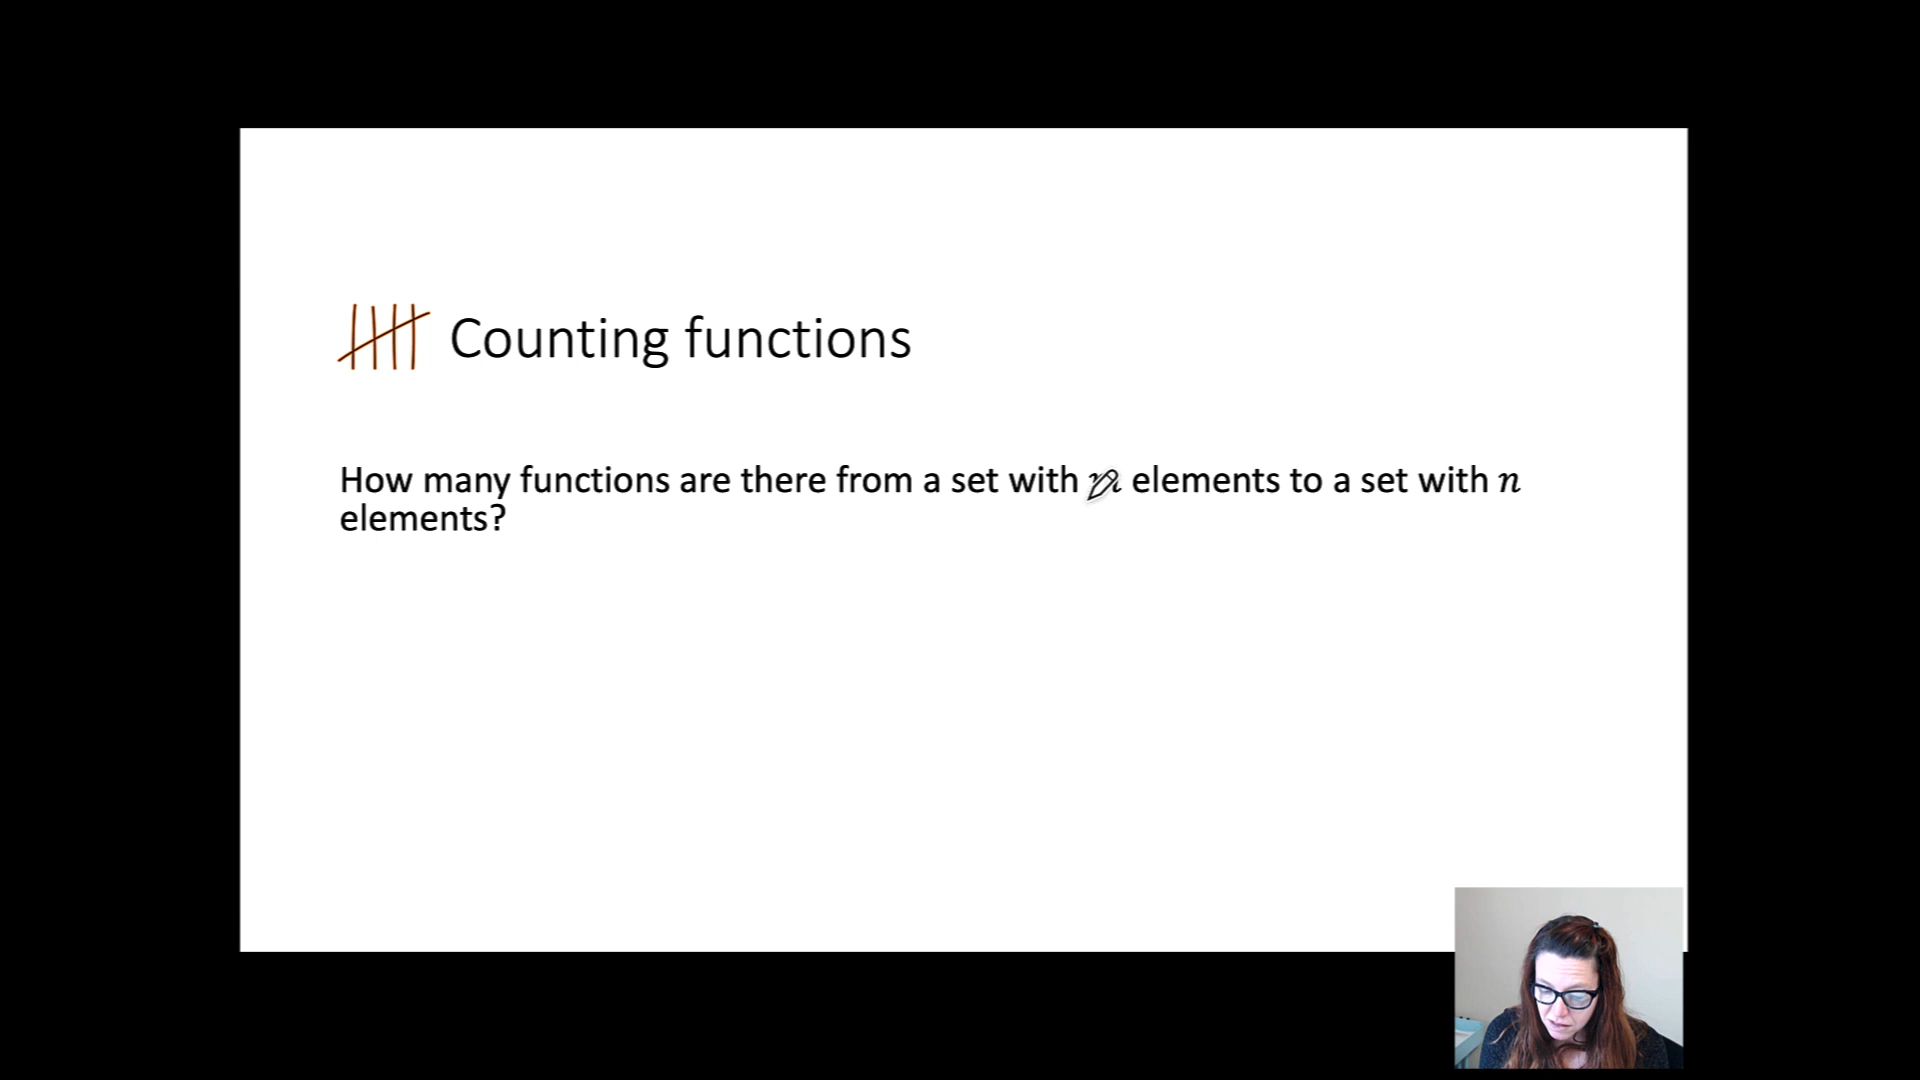 Counting functions
How many functions are there from a set with elements to a set with n
elements?